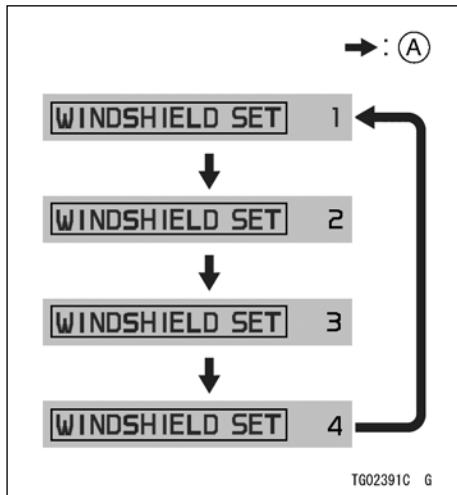 : A
WINDSHIELD SET 1
WINDSHIELD SET 2
WINDSHIELD SET 3
WINDSHIELD SET 4
TG02391C G